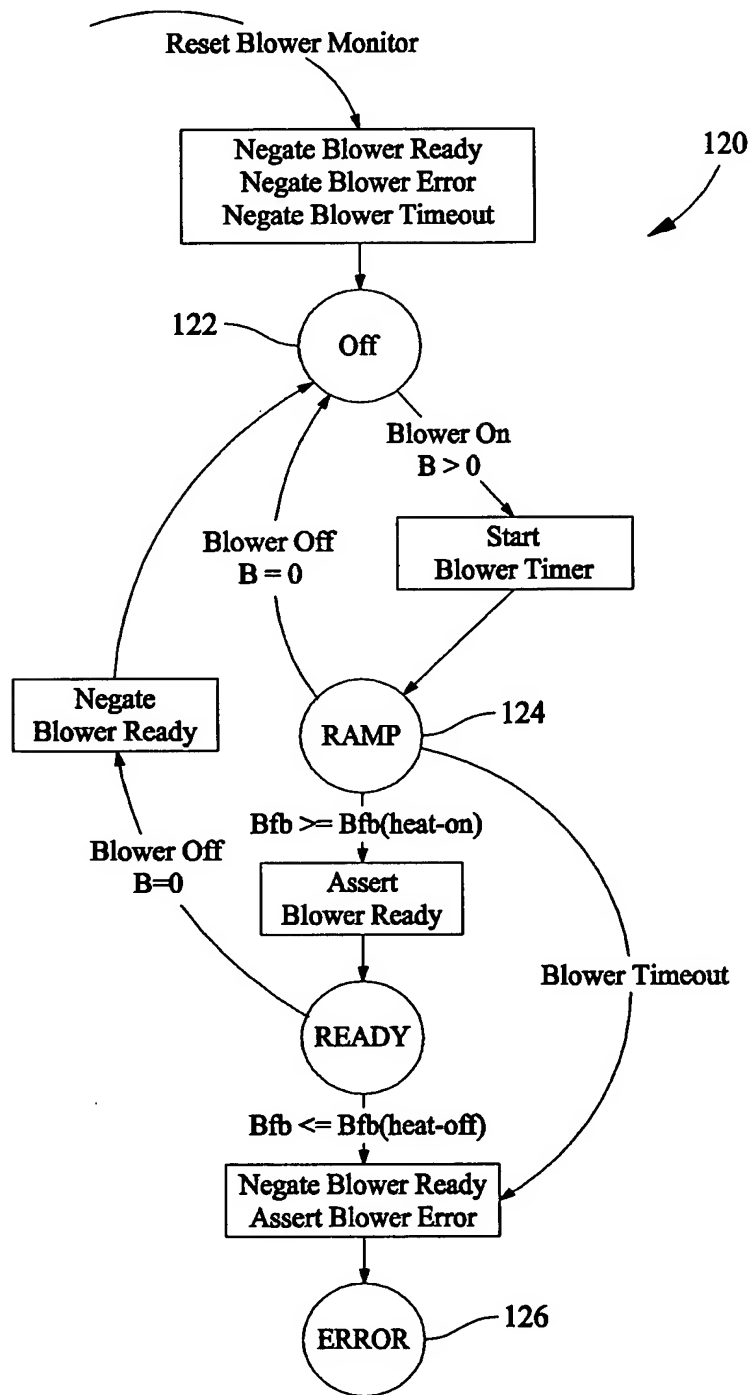 Reset Blower Monitor
Negate Blower Ready
Negate Blower Error
Negate Blower Timeout
120
122
Off
Blower On
B > 0
Blower Off
B = 0
Start
Blower Timer
Negate
Blower Ready
RAMP
124
Bfb >= Bfb(heat-on)
Blower Off
B=0
Assert
Blower Ready
Blower Timeout
READY
Bfb <= Bfb(heat-off)
Negate Blower Ready
Assert Blower Error
ERROR
126